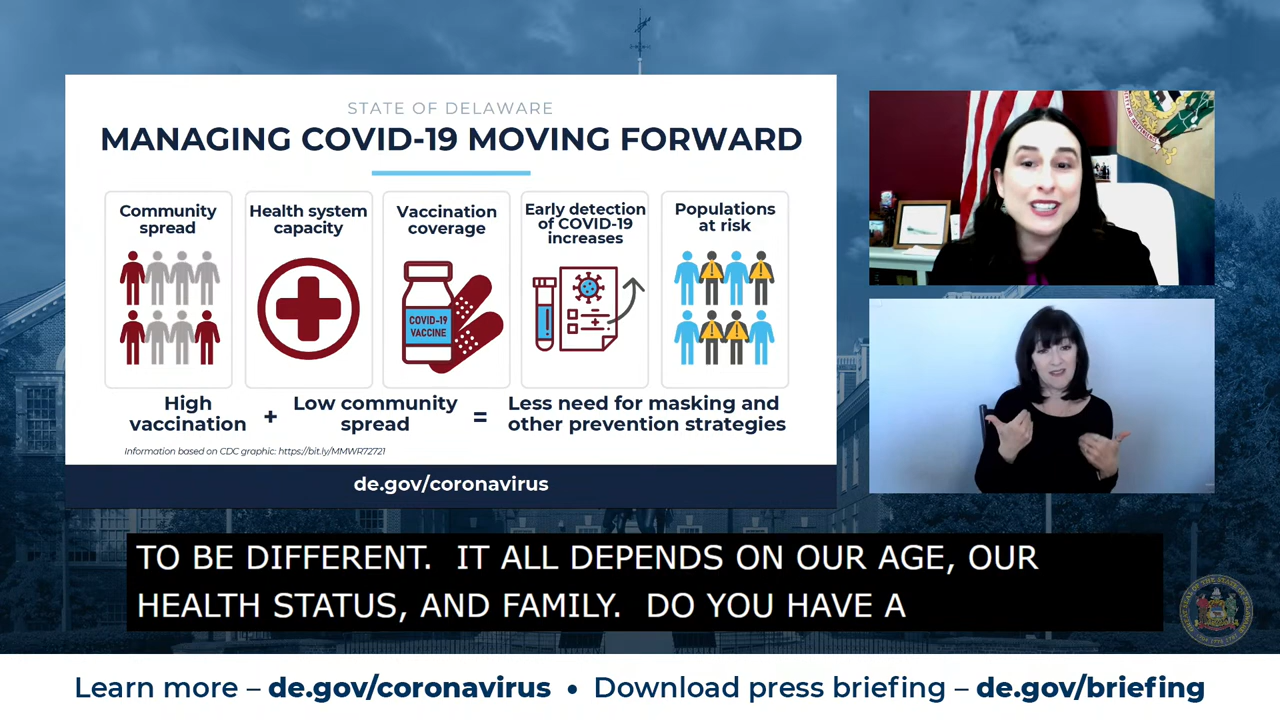 STATE OF DELAWARE
MANAGING COVID-19 MOVING FORWARD
Community
spread
Health system
capacity
Vaccination
coverage
Early detection
of COVID-19
increases
Populations
at risk
COVID-19
VACCINE
High
vaccination
+
Low community
spread
=
Less need for masking and
other prevention strategies
Information based on CDC graphic: https://bit.ly/MMWR72721
de.gov/coronavirus
TO BE DIFFERENT. IT ALL DEPENDS ON OUR AGE, OUR
HEALTH STATUS, AND FAMILY. DO YOU HAVE A
Learn more – de.gov/coronavirus • Download press briefing – de.gov/briefing